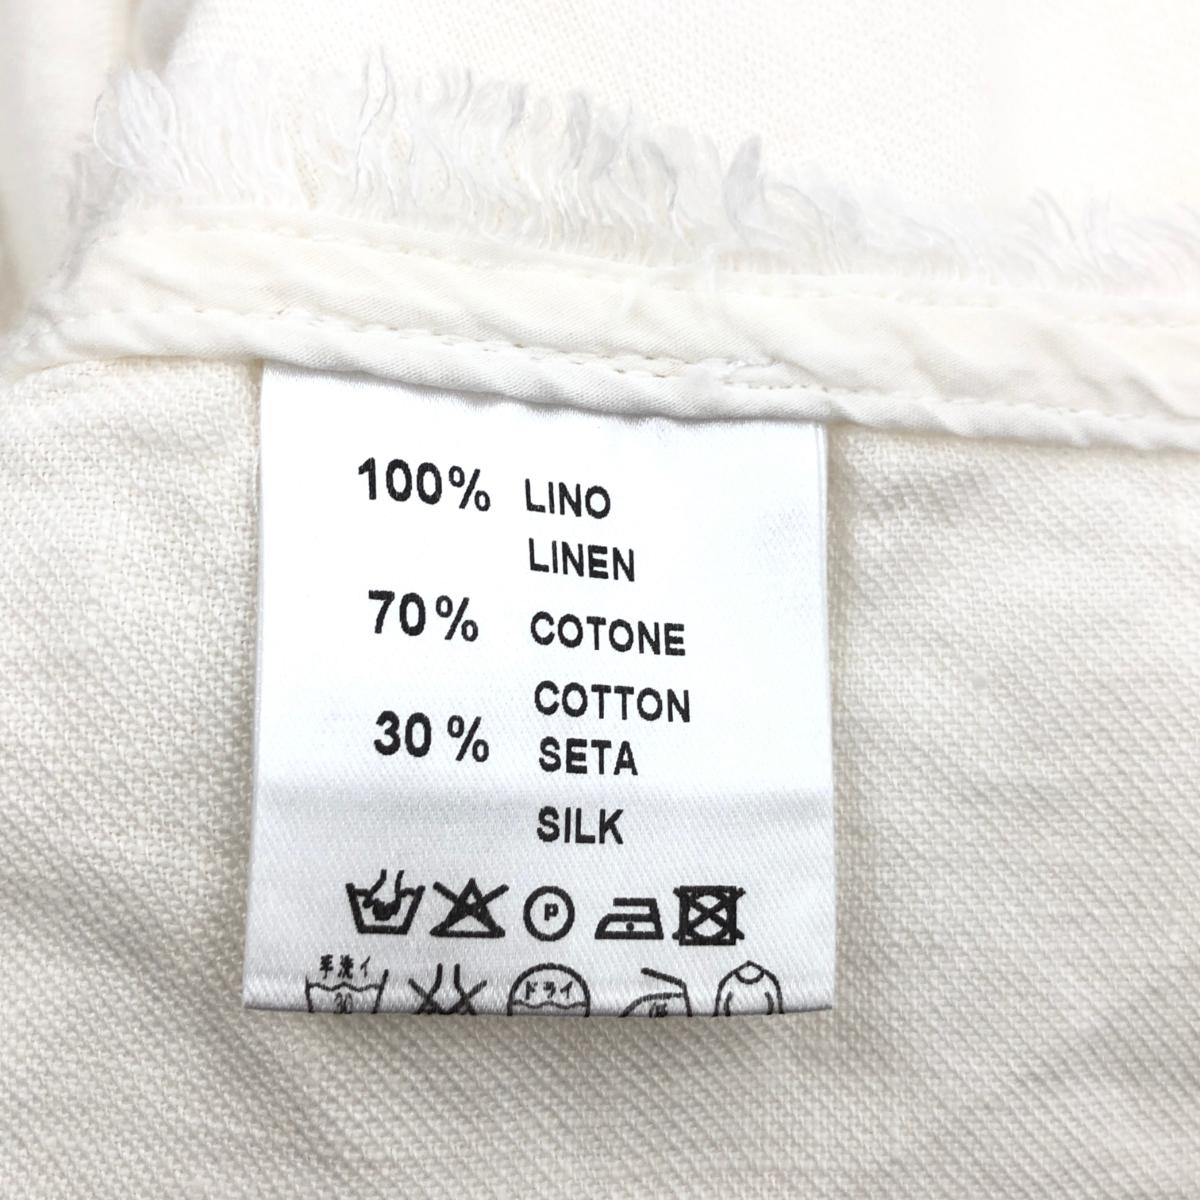 100% LINO
LINEN
70% COTONE
COTTON
30 % SETA
SILK
P
手洗イ
30
ドライ